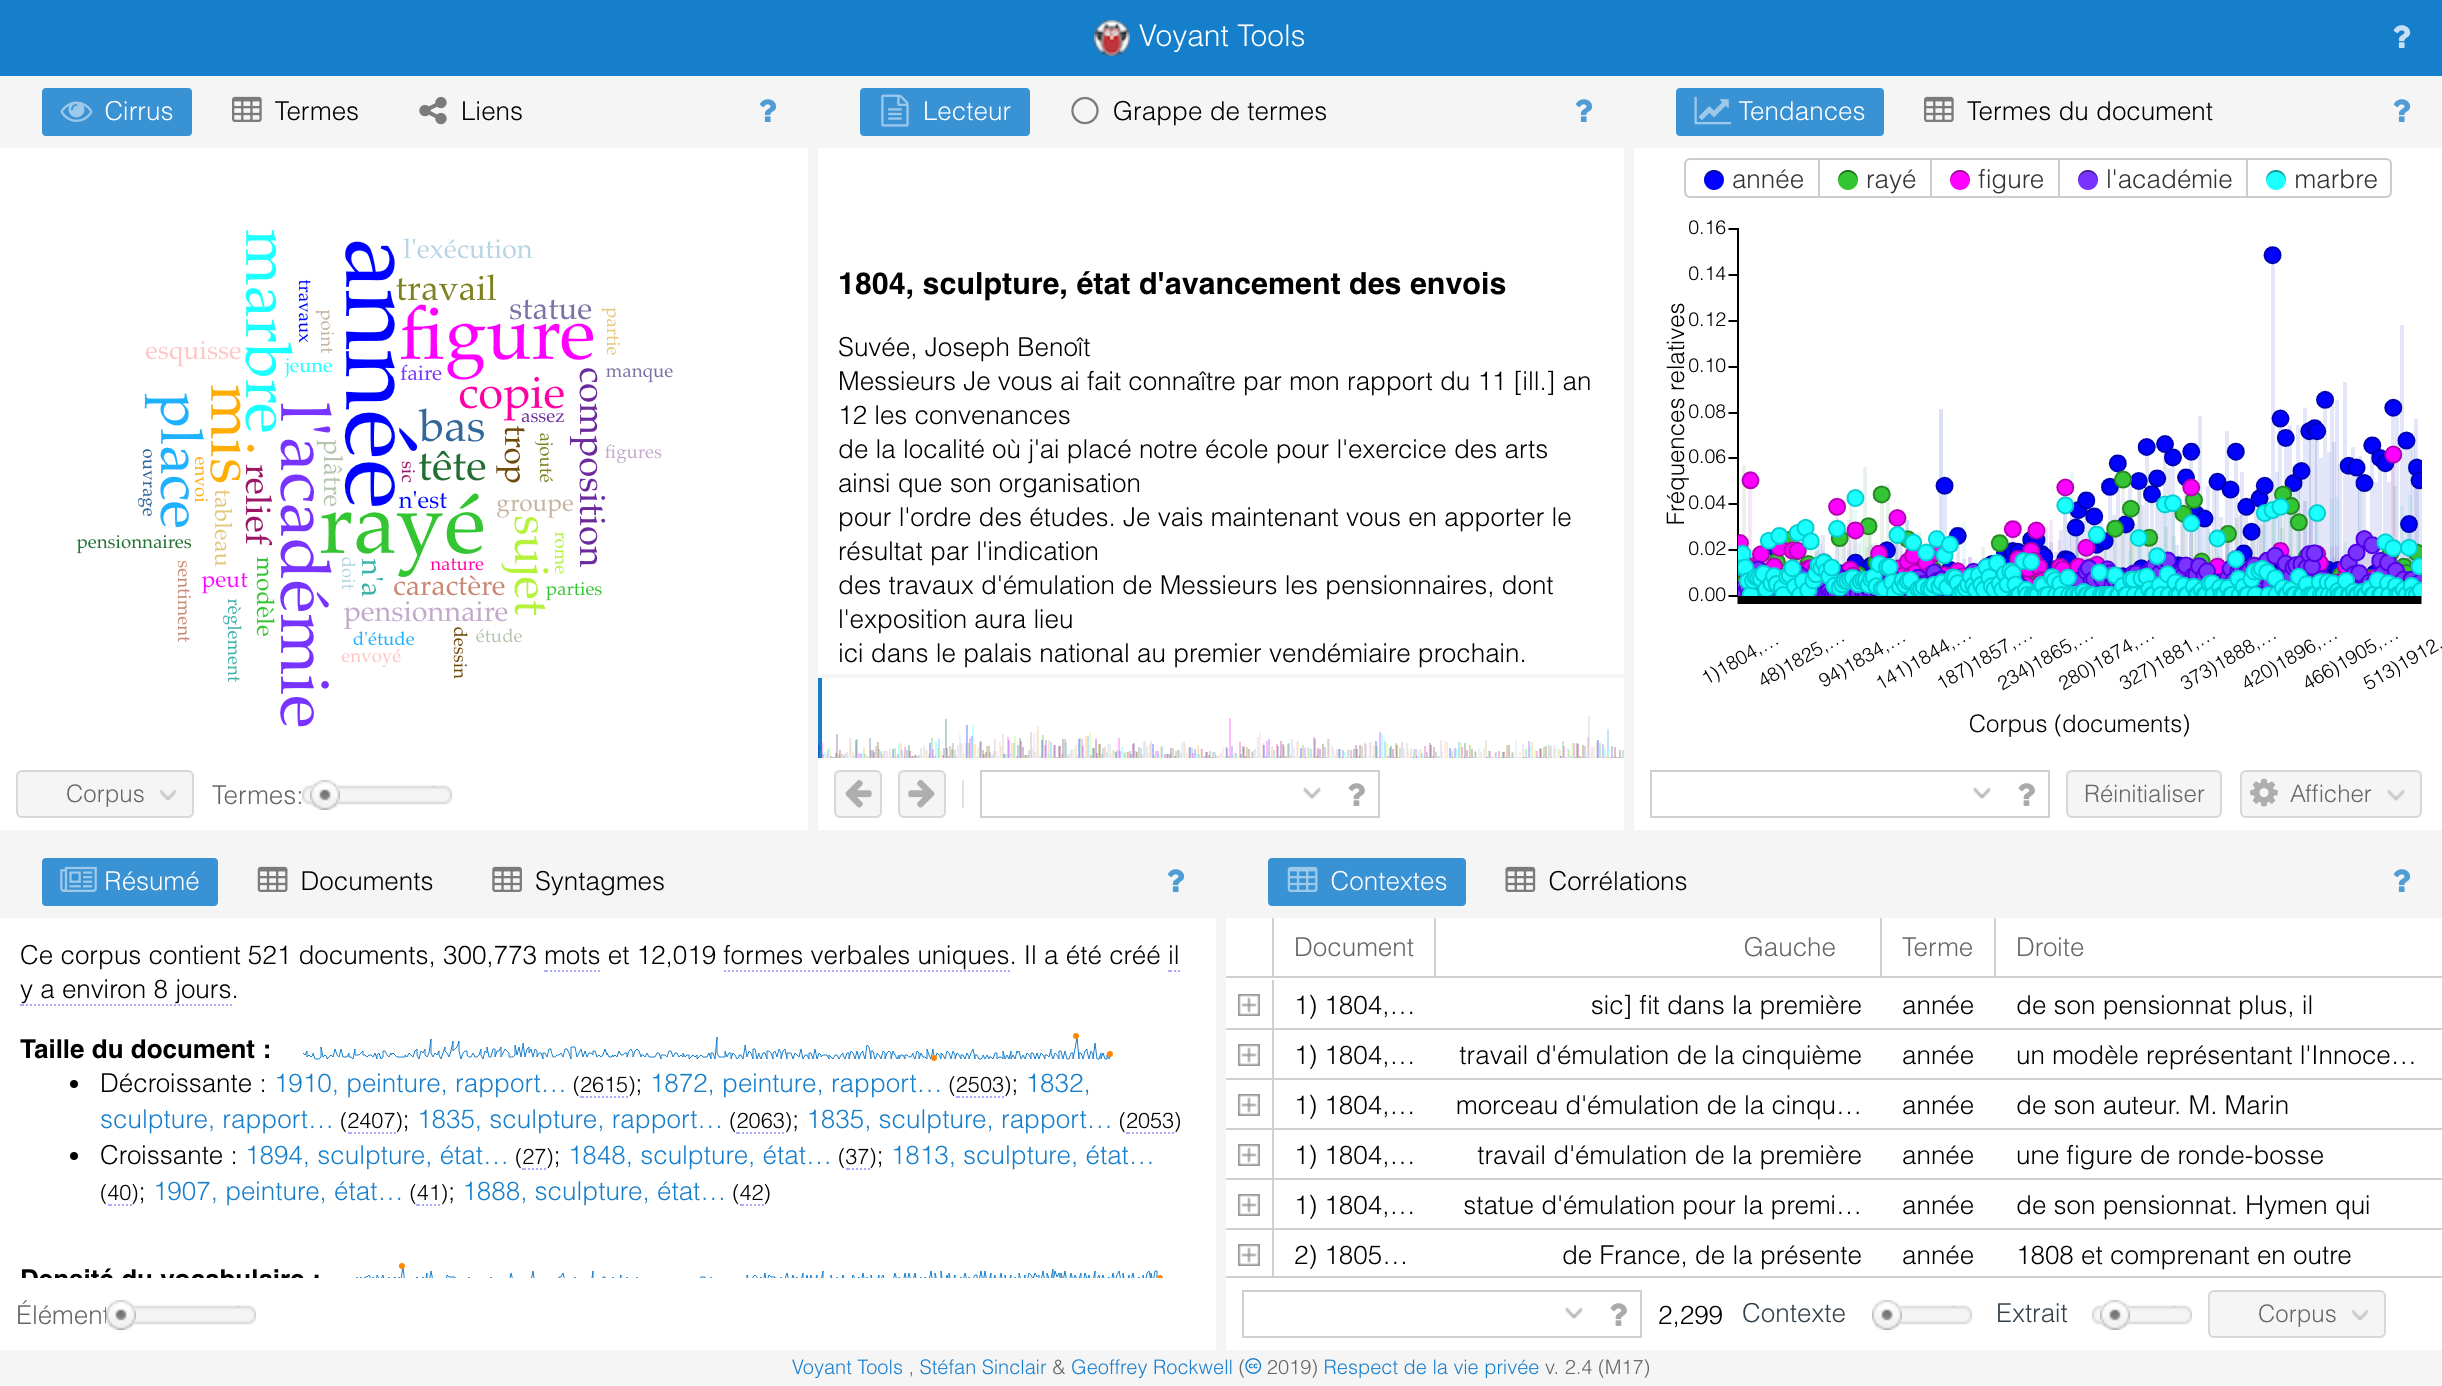 Voyant Tools
?
Cirrus
Termes
Liens
?
Lecteur
Grappe de termes
?
Tendances
Termes du document
?
l'exécution
travail
statue
partie
figure
marbre
travaux
point
année
esquisse
jeune
faire
manque
copie
composition
assez
place
mis
l'académie
plâtre
bas
trop
ajouté
figures
tête
sic
ouvrage
envoi
tableau
relief
n'est
groupe
rayé
sujet
rome
pensionnaires
nature
sentiment
peut
modèle
doit
n'a
caractère
parties
règlement
pensionnaire
d'étude
dessin
étude
envoyé
Corpus
Termes:
1804, sculpture, état d'avancement des envois
Suvée, Joseph Benoît
Messieurs Je vous ai fait connaître par mon rapport du 11 [ill.] an
12 les convenances
de la localité où j'ai placé notre école pour l'exercice des arts
ainsi que son organisation
pour l'ordre des études. Je vais maintenant vous en apporter le
résultat par l'indication
des travaux d'émulation de Messieurs les pensionnaires, dont
l'exposition aura lieu
ici dans le palais national au premier vendémiaire prochain.
?
année
rayé
figure
l'académie
marbre
Fréquences relatives
0.16
0.14
0.12
0.10
0.08
0.06
0.04
0.02
0.00
1)1804,…
48)1825,…
94)1834,…
141)1844,…
187)1857,…
234)1865,…
280)1874,…
327)1881,…
373)1888,…
420)1896,…
466)1905,…
513)1912,
Corpus (documents)
?
Réinitialiser
Afficher
Résumé
Documents
Syntagmes
?
Ce corpus contient 521 documents, 300,773 mots et 12,019 formes verbales uniques. Il a été créé il
y a environ 8 jours.
Taille du document :
• Décroissante : 1910, peinture, rapport… (2615); 1872, peinture, rapport… (2503); 1832,
sculpture, rapport… (2407); 1835, sculpture, rapport… (2063); 1835, sculpture, rapport… (2053)
• Croissante : 1894, sculpture, état… (27); 1848, sculpture, état… (37); 1813, sculpture, état…
(40); 1907, peinture, état… (41); 1888, sculpture, état… (42)
Densité du vocabulaire :
Élément
Contextes
Corrélations
?
Document Gauche Terme Droite
1) 1804,… sic] fit dans la première année de son pensionnat plus, il
1) 1804,… travail d'émulation de la cinquième année un modèle représentant l'Innoce…
1) 1804,… morceau d'émulation de la cinqu… année de son auteur. M. Marin
1) 1804,… travail d'émulation de la première année une figure de ronde-bosse
1) 1804,… statue d'émulation pour la premi… année de son pensionnat. Hymen qui
2) 1805… de France, de la présente année 1808 et comprenant en outre
? 2,299 Contexte Extrait Corpus
Voyant Tools , Stéfan Sinclair & Geoffrey Rockwell (cc 2019) Respect de la vie privée v. 2.4 (M17)